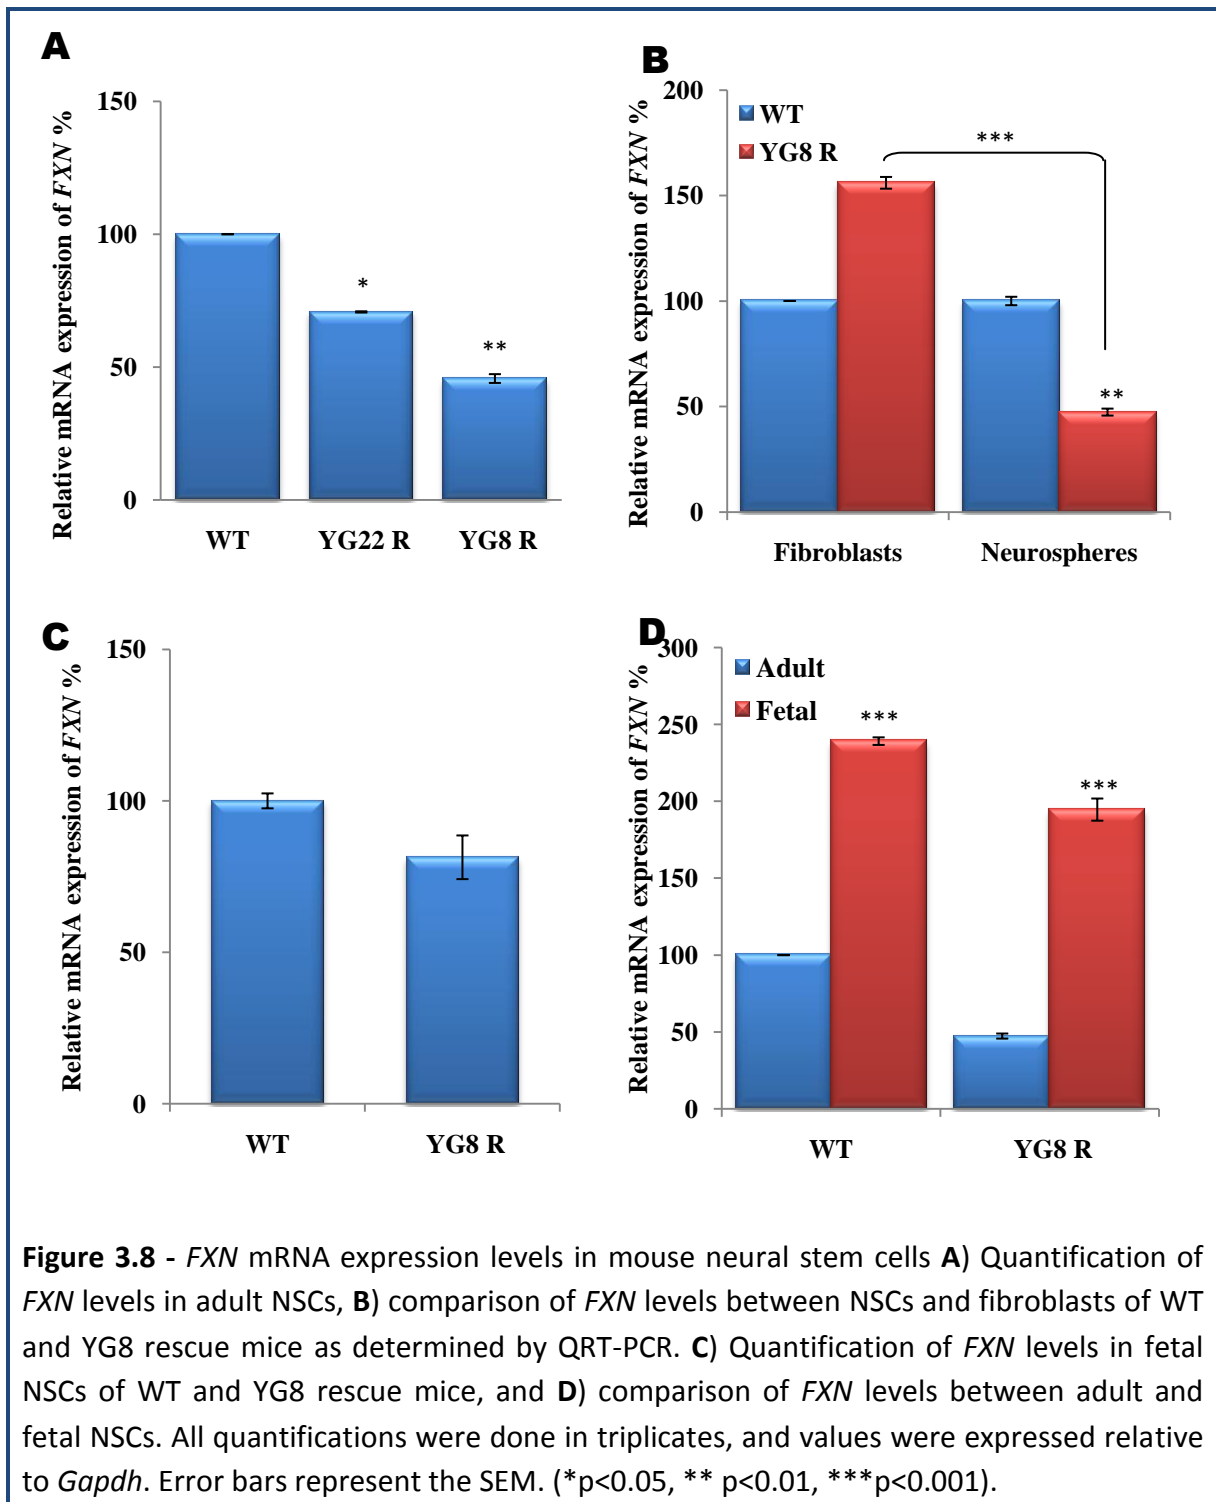 A
Relative mRNA expression of FXN %
150
100
50
0
*
**
WT YG22 R YG8 R
B
Relative mRNA expression of FXN %
200
150
100
50
0
WT
YG8 R
***
**
Fibroblasts Neurospheres
C
Relative mRNA expression of FXN %
150
100
50
0
WT YG8 R
D
Relative mRNA expression of FXN %
300
250
200
150
100
50
0
Adult
Fetal
***
***
WT YG8 R
Figure 3.8 - FXN mRNA expression levels in mouse neural stem cells A) Quantification of
FXN levels in adult NSCs, B) comparison of FXN levels between NSCs and fibroblasts of WT
and YG8 rescue mice as determined by QRT-PCR. C) Quantification of FXN levels in fetal
NSCs of WT and YG8 rescue mice, and D) comparison of FXN levels between adult and
fetal NSCs. All quantifications were done in triplicates, and values were expressed relative
to Gapdh. Error bars represent the SEM. (*p<0.05, ** p<0.01, ***p<0.001).